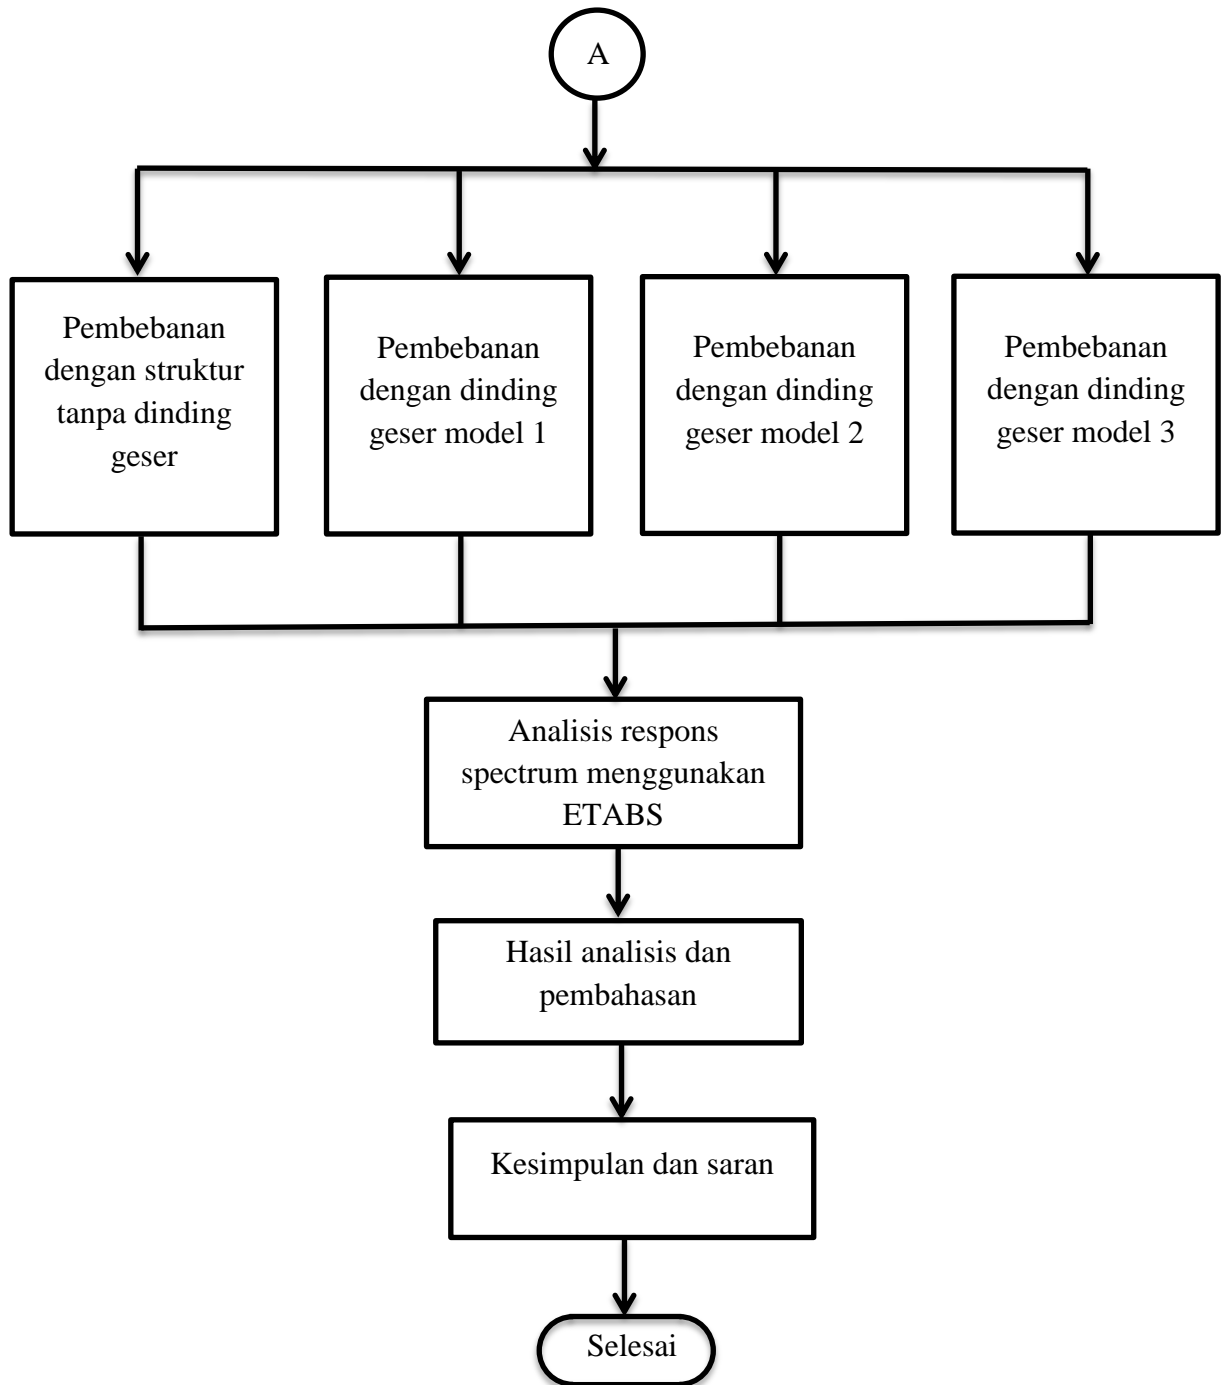 A
Pembebanan
dengan struktur
tanpa dinding
geser
Pembebanan
dengan dinding
geser model 1
Pembebanan
dengan dinding
geser model 2
Pembebanan
dengan dinding
geser model 3
Analisis respons
spectrum menggunakan
ETABS
Hasil analisis dan
pembahasan
Kesimpulan dan saran
Selesai